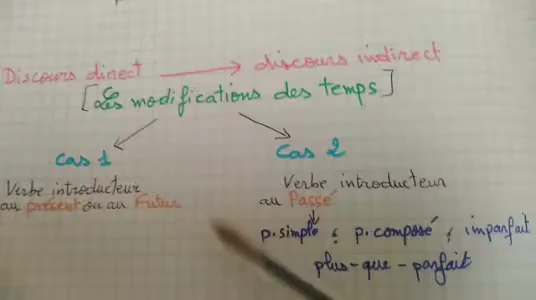 Discours direct → discours indirect
[Les modifications des temps]
Cas 1
Verbe introducteur
au présent ou au Futur
Cas 2
Verbe introducteur
au Passé
p.simple ; p.composé ; imparfait
plus-que-parfait